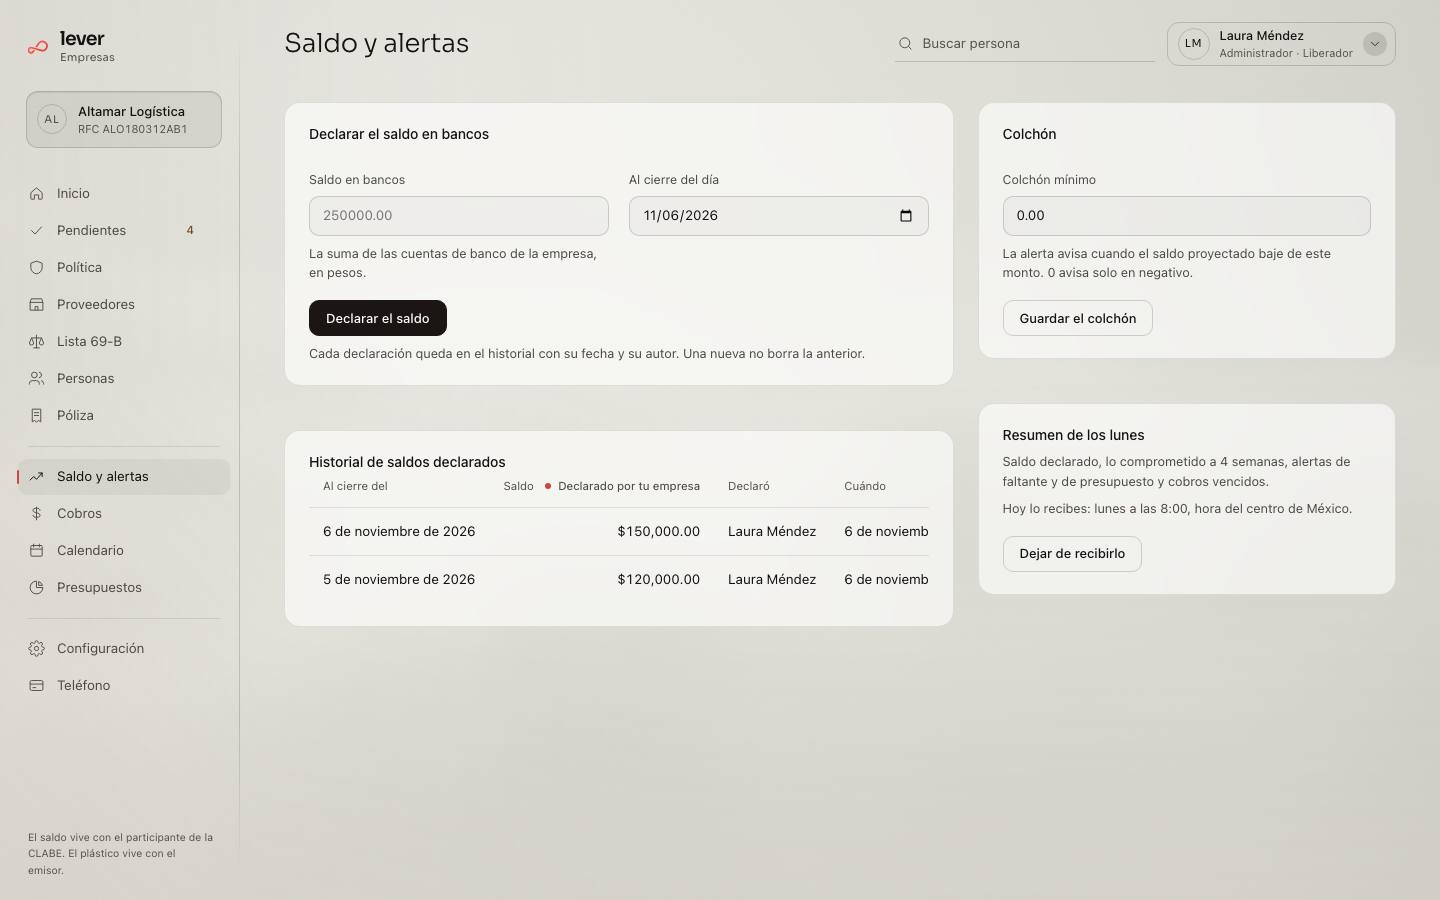 lever
Empresas
AL
Altamar Logística
RFC ALO180312AB1
Inicio
Pendientes 4
Política
Proveedores
Lista 69-B
Personas
Póliza
Saldo y alertas
Cobros
Calendario
Presupuestos
Configuración
Teléfono
El saldo vive con el participante de la
CLABE. El plástico vive con el
emisor.
Saldo y alertas
Buscar persona
LM
Laura Méndez
Administrador · Liberador
Declarar el saldo en bancos
Saldo en bancos
250000.00
La suma de las cuentas de banco de la empresa,
en pesos.
Al cierre del día
11/06/2026
Declarar el saldo
Cada declaración queda en el historial con su fecha y su autor. Una nueva no borra la anterior.
Historial de saldos declarados
Al cierre del Saldo Declarado por tu empresa Declaró Cuándo
6 de noviembre de 2026 $150,000.00 Laura Méndez 6 de noviemb
5 de noviembre de 2026 $120,000.00 Laura Méndez 6 de noviemb
Colchón
Colchón mínimo
0.00
La alerta avisa cuando el saldo proyectado baje de este
monto. 0 avisa solo en negativo.
Guardar el colchón
Resumen de los lunes
Saldo declarado, lo comprometido a 4 semanas, alertas de
faltante y de presupuesto y cobros vencidos.
Hoy lo recibes: lunes a las 8:00, hora del centro de México.
Dejar de recibirlo